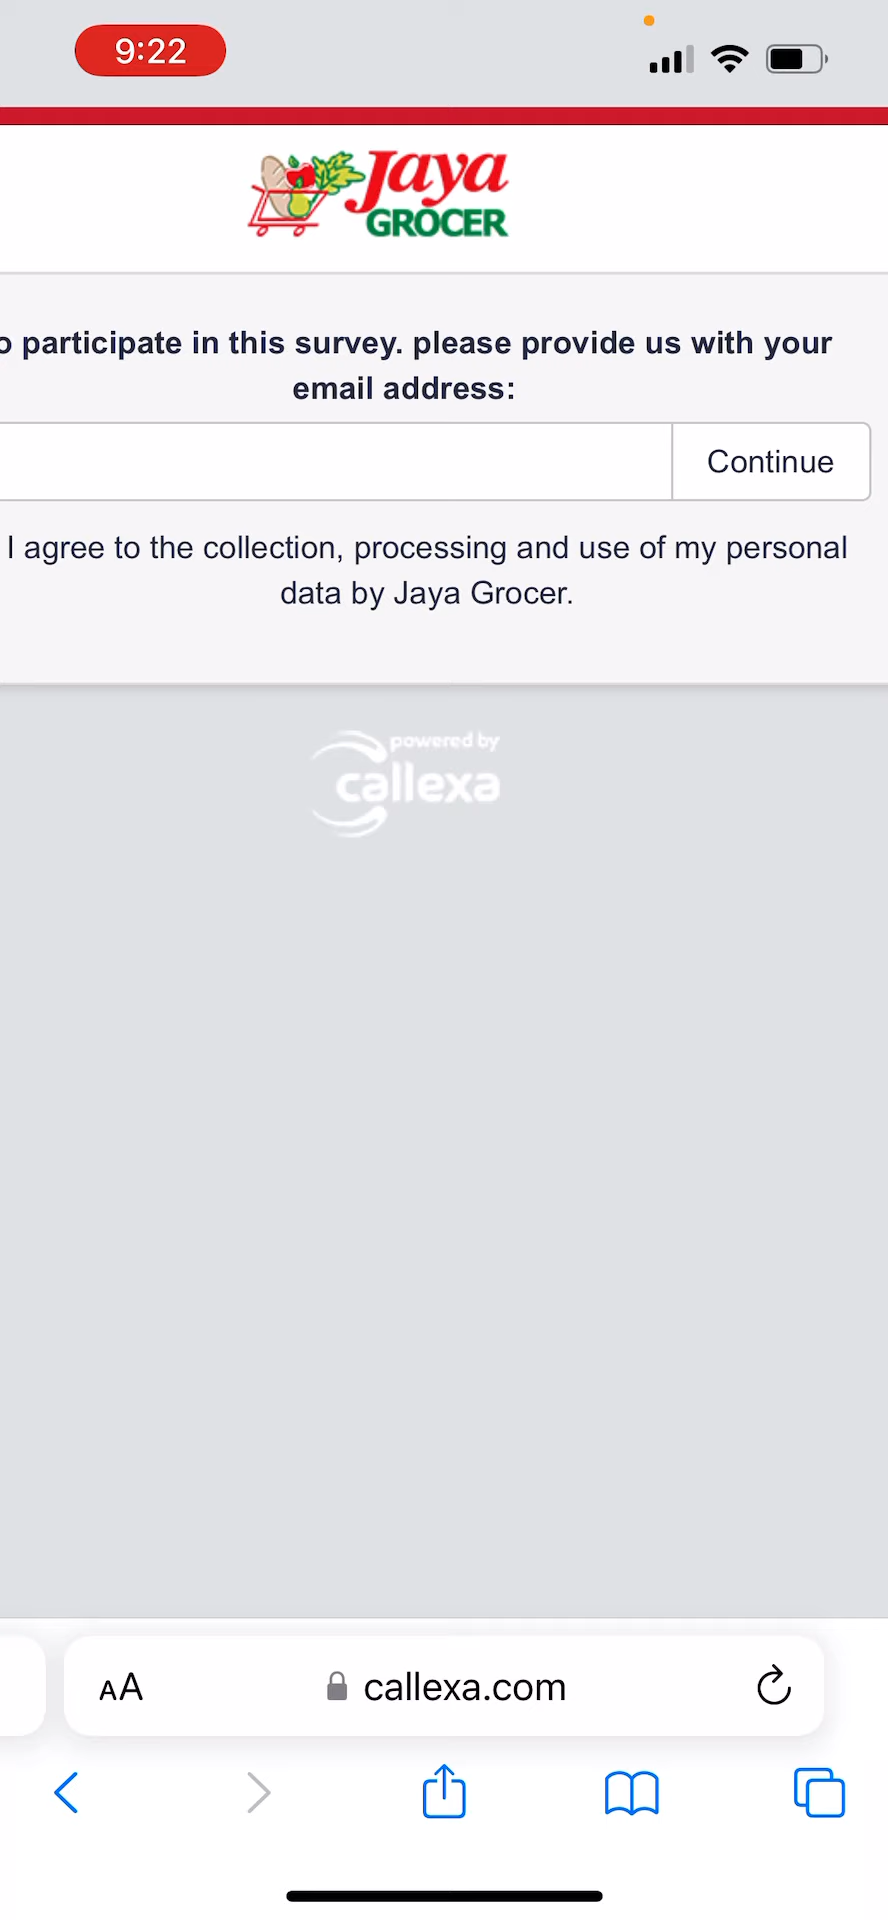 9:22
Jaya
GROCER
o participate in this survey. please provide us with your
email address:
Continue
I agree to the collection, processing and use of my personal
data by Jaya Grocer.
powered by
callexa
AA
callexa.com